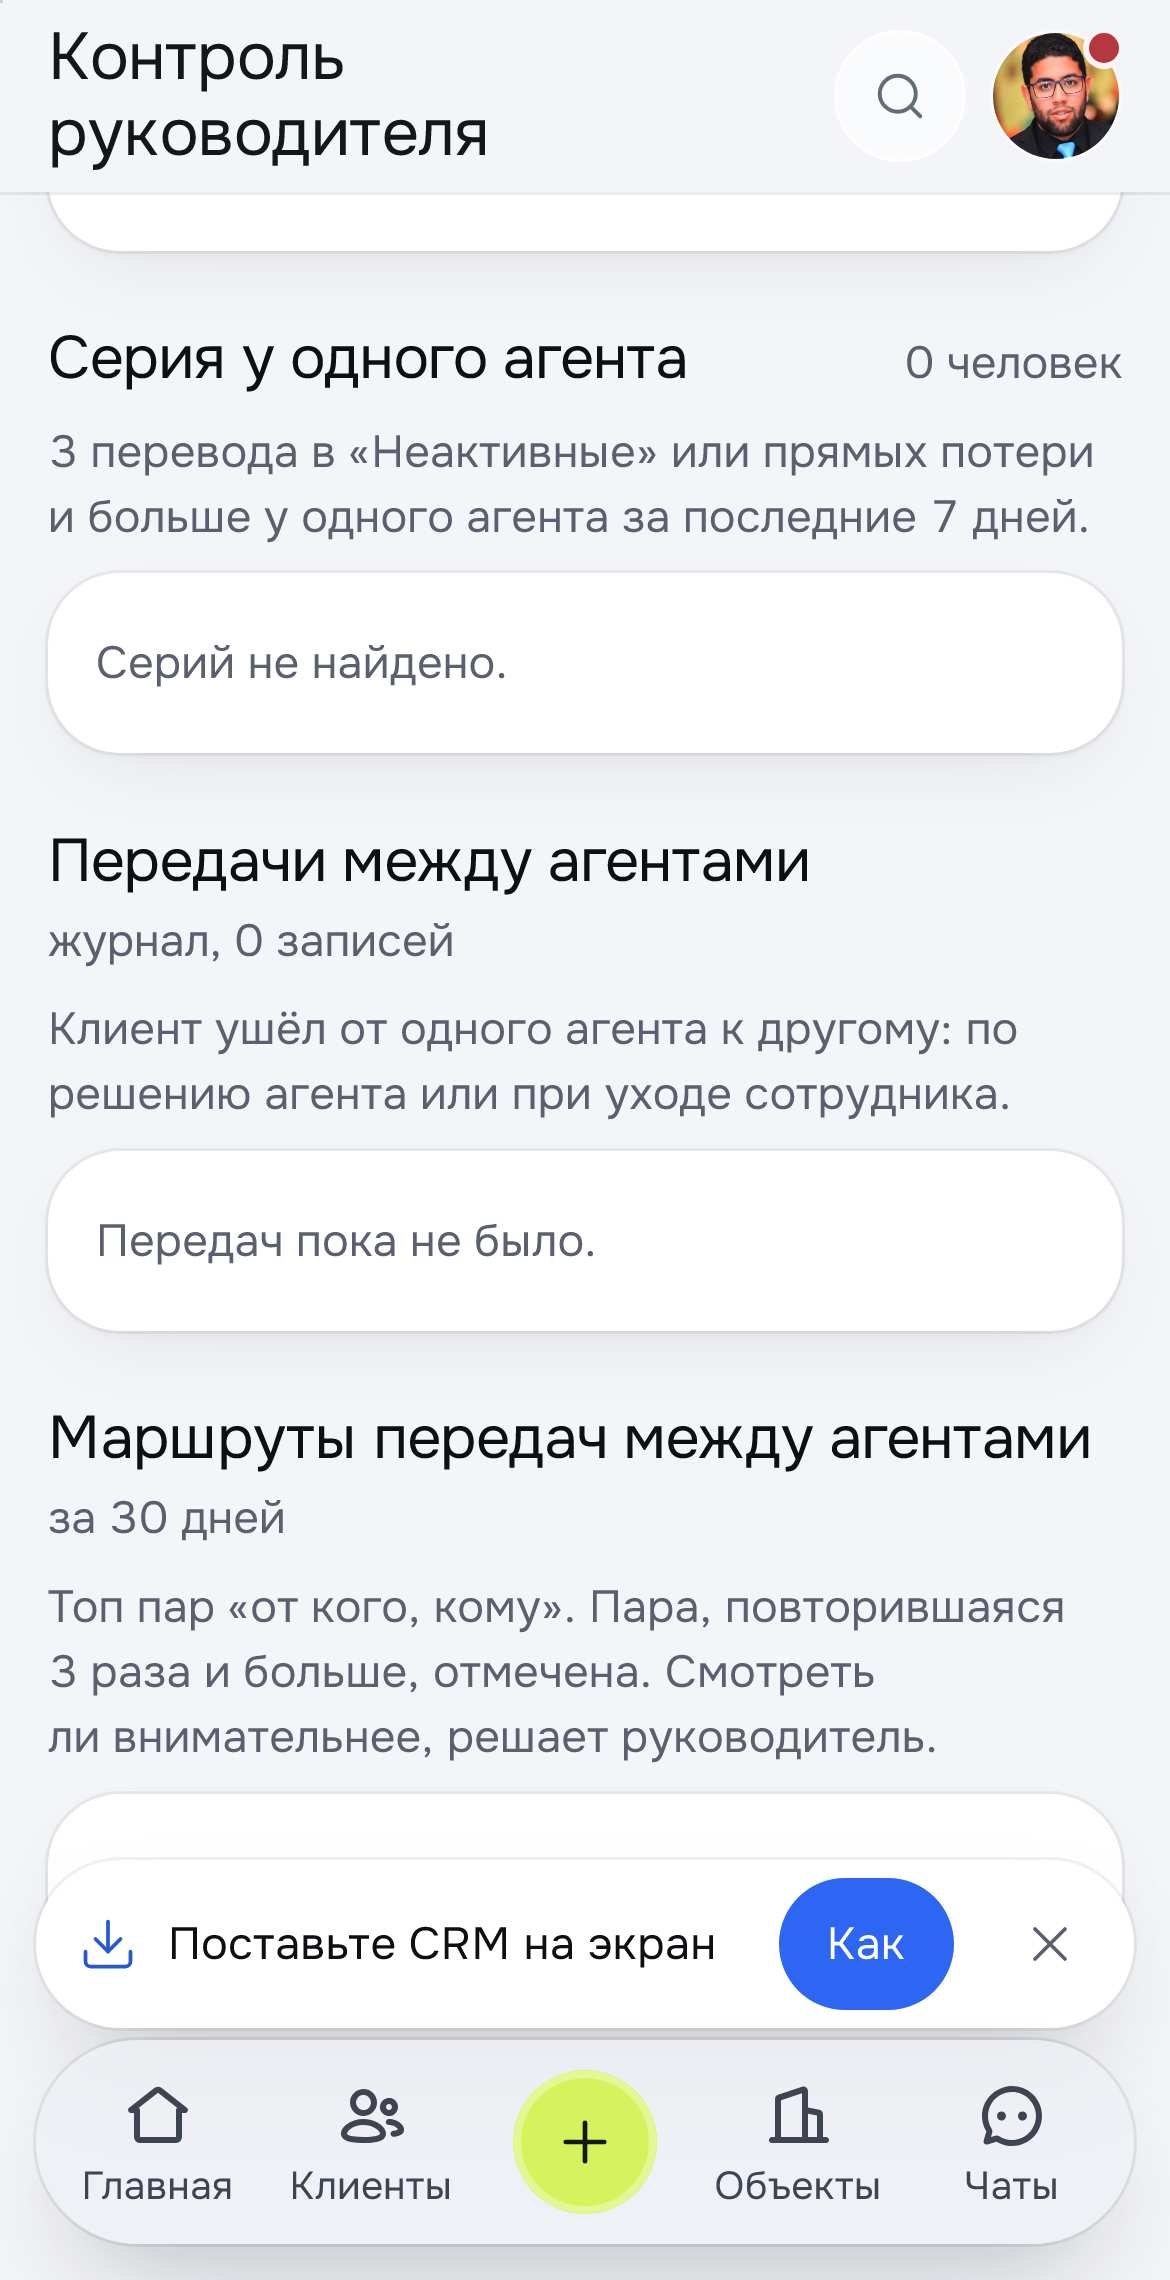 Контроль
руководителя
Серия у одного агента
0 человек
3 перевода в «Неактивные» или прямых потери
и больше у одного агента за последние 7 дней.
Серий не найдено.
Передачи между агентами
журнал, 0 записей
Клиент ушёл от одного агента к другому: по
решению агента или при уходе сотрудника.
Передач пока не было.
Маршруты передач между агентами
за 30 дней
Топ пар «от кого, кому». Пара, повторившаяся
3 раза и больше, отмечена. Смотреть
ли внимательнее, решает руководитель.
Поставьте CRM на экран
Как
Главная
Клиенты
Объекты
Чаты